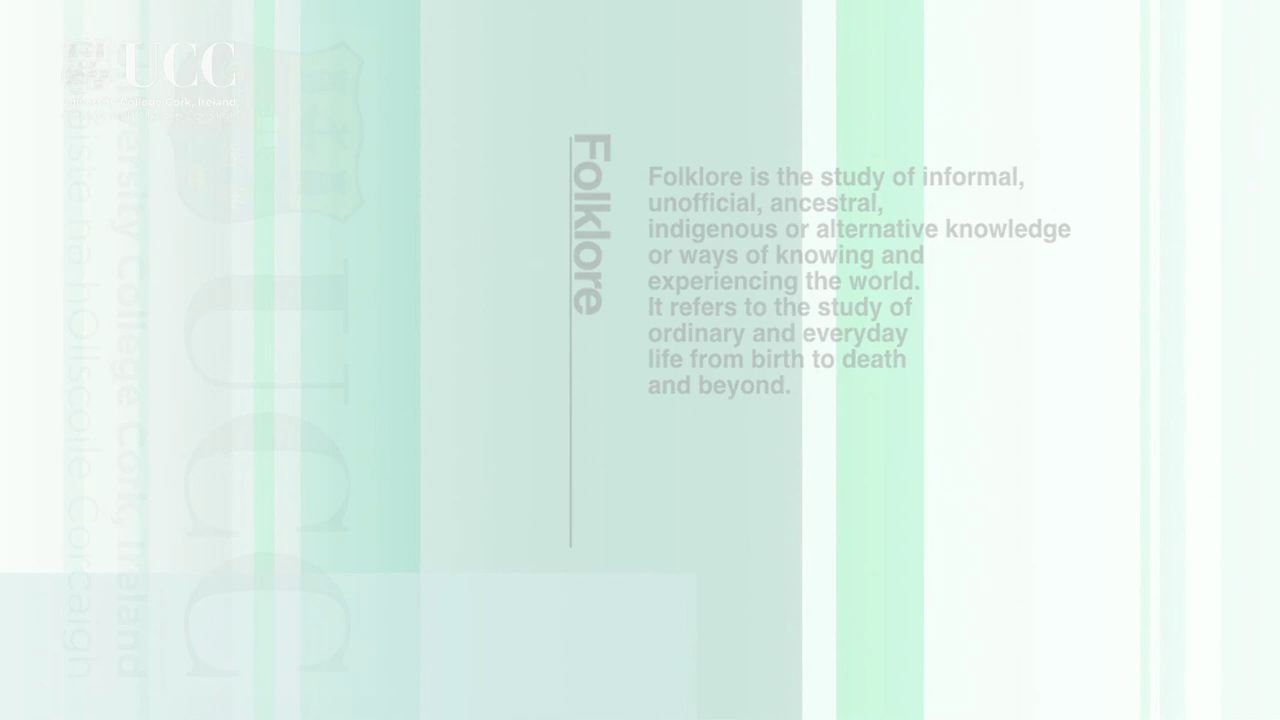 UCC
College Cork, Ireland
Folklore
Folklore is the study of informal,
unofficial, ancestral,
indigenous or alternative knowledge
or ways of knowing and
experiencing the world.
It refers to the study of
ordinary and everyday
life from birth to death
and beyond.
UCC
University College Cork, Ireland
Coláiste na hOllscoile Corcaigh